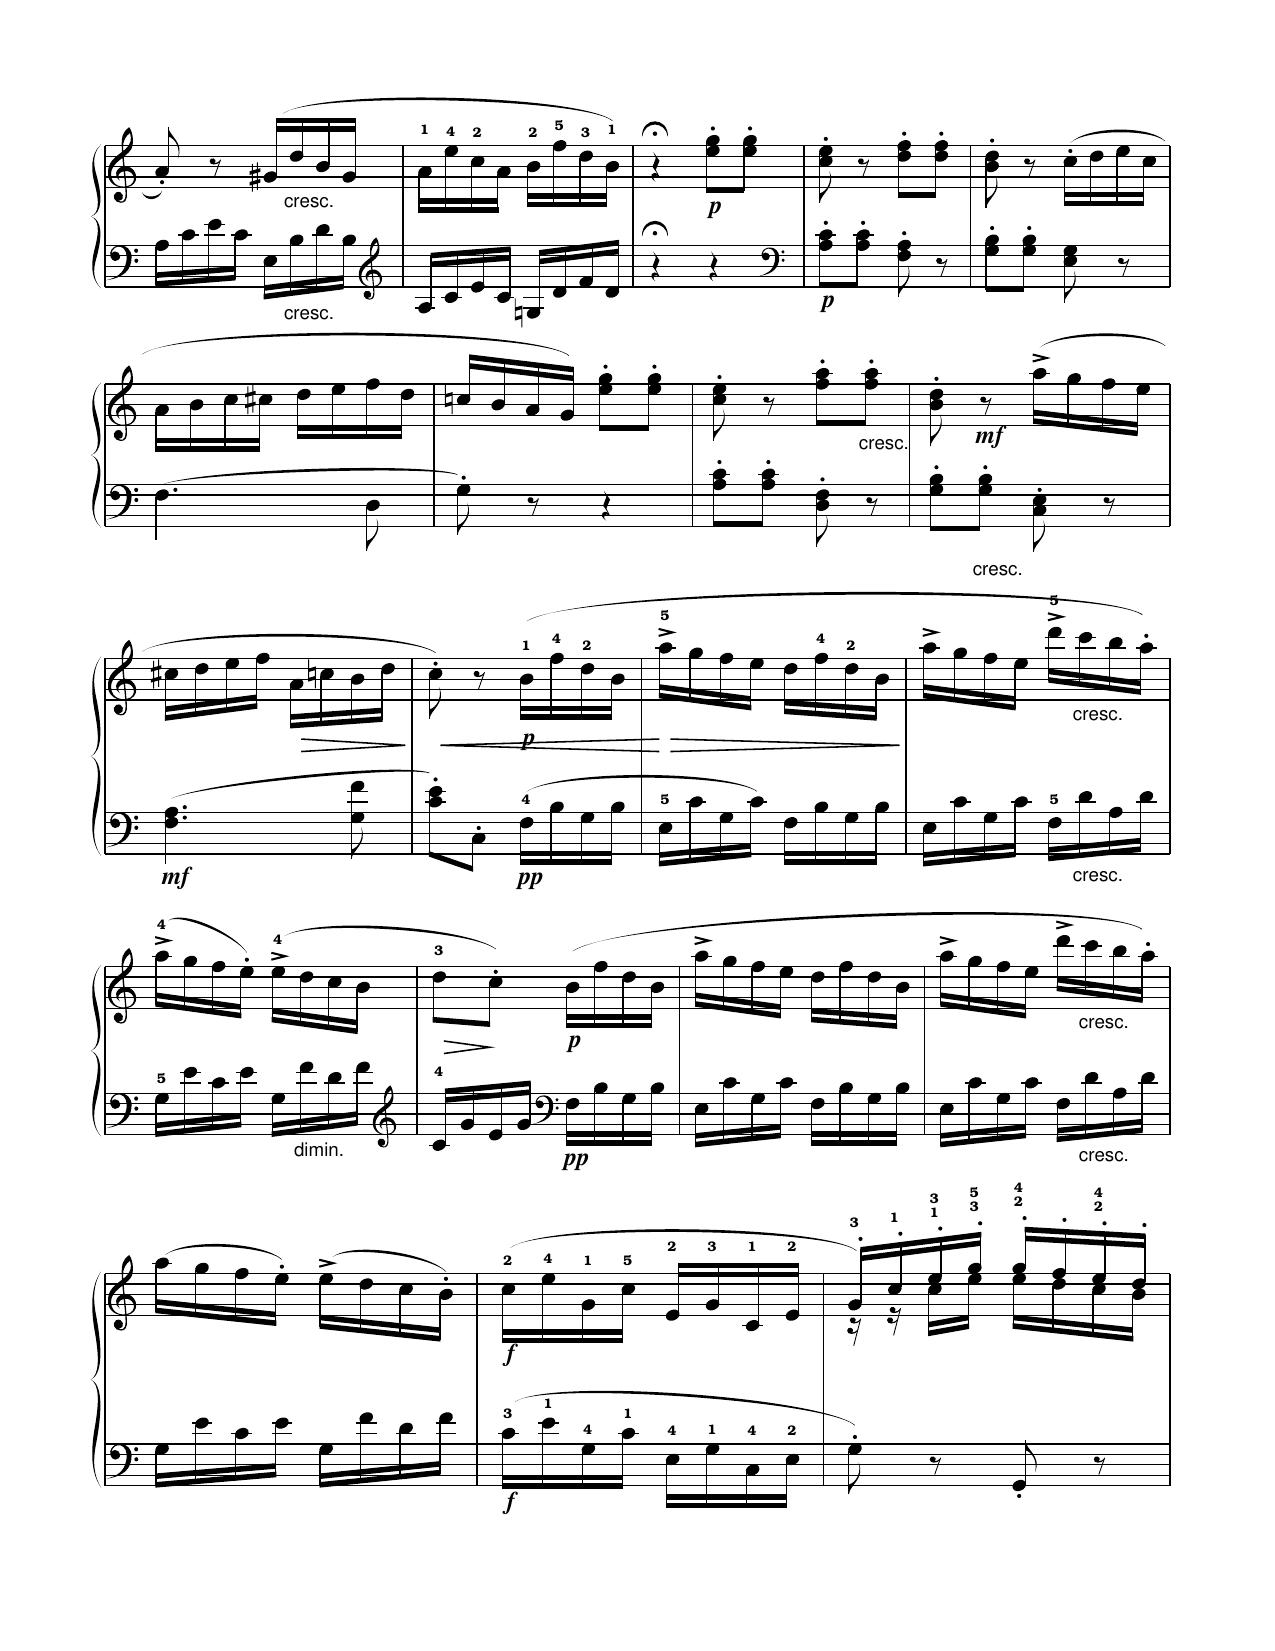 1 4 2 2 5 3 1
cresc.
p
cresc.
p
cresc.
mf
cresc.
5
5
1 4 2 4 2
cresc.
p
4 5 5
mf pp cresc.
4 4 3
cresc.
p
5 4
dimin. pp cresc.
3 5 4 4
3 1 1 3 2 2
2 4 1 5 2 3 1 2
f
3 1 4 1 4 1 4 2
f